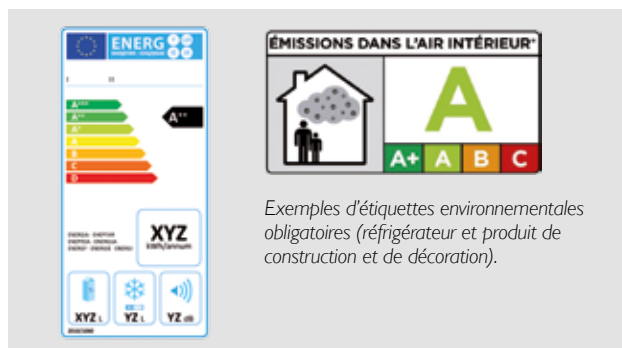 ENERG
I II
A+++
A++
A+
A
B
C
D
A++
XYZ
kWh/annum
XYZ L
YZ L
YZ dB
ÉMISSIONS DANS L'AIR INTÉRIEUR*
A
A+ A B C
Exemples d'étiquettes environnementales
obligatoires (réfrigérateur et produit de
construction et de décoration).